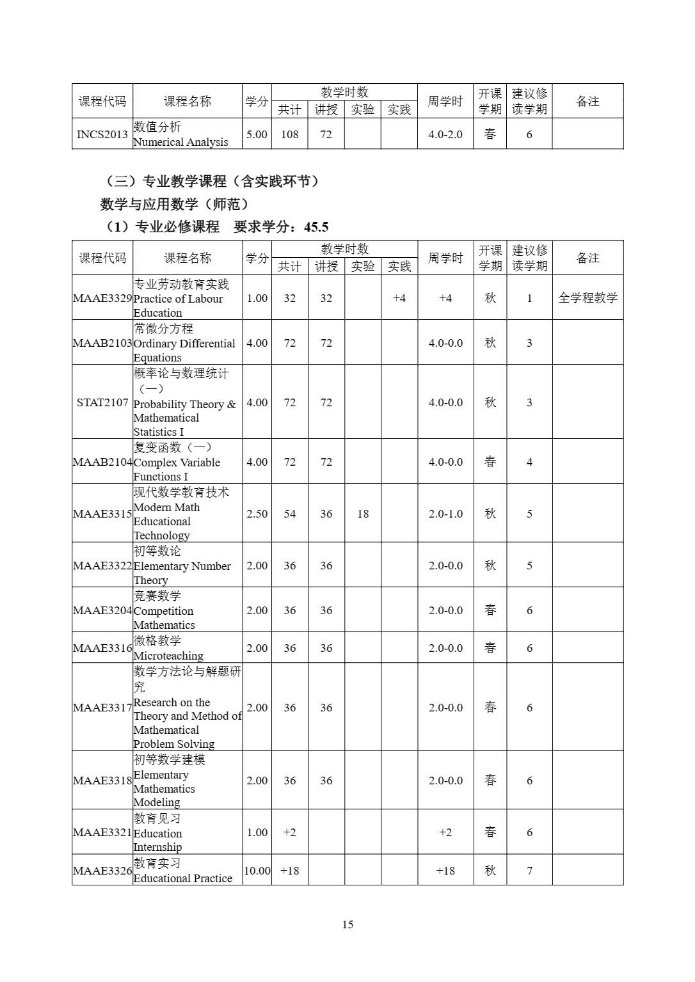 课程代码 课程名称 学分 教学时数 周学时 开课学期 建议修读学期 备注
共计 讲授 实验 实践
INCS2013 数值分析 5.00 108 72 4.0-2.0 春 6
Numerical Analysis
（三）专业教学课程（含实践环节）
数学与应用数学（师范）
（1）专业必修课程 要求学分：45.5
课程代码 课程名称 学分 教学时数 周学时 开课学期 建议修读学期 备注
共计 讲授 实验 实践
专业劳动教育实践
MAAE3329 Practice of Labour 1.00 32 32 +4 +4 秋 1 全学程教学
Education
常微分方程
MAAB2103 Ordinary Differential 4.00 72 72 4.0-0.0 秋 3
Equations
概率论与数理统计
（一）
STAT2107 Probability Theory & 4.00 72 72 4.0-0.0 秋 3
Mathematical
Statistics I
复变函数（一）
MAAB2104 Complex Variable 4.00 72 72 4.0-0.0 春 4
Functions I
现代数学教育技术
MAAE3315 Modern Math 2.50 54 36 18 2.0-1.0 秋 5
Educational
Technology
初等数论
MAAE3322 Elementary Number 2.00 36 36 2.0-0.0 秋 5
Theory
竞赛数学
MAAE3204 Competition 2.00 36 36 2.0-0.0 春 6
Mathematics
MAAE3316 微格教学 2.00 36 36 2.0-0.0 春 6
Microteaching
数学方法论与解题研
究
MAAE3317 Research on the 2.00 36 36 2.0-0.0 春 6
Theory and Method of
Mathematical
Problem Solving
初等数学建模
MAAE3318 Elementary 2.00 36 36 2.0-0.0 春 6
Mathematics
Modeling
教育见习
MAAE3321 Education 1.00 +2 +2 春 6
Internship
MAAE3326 教育实习 10.00 +18 +18 秋 7
Educational Practice
15